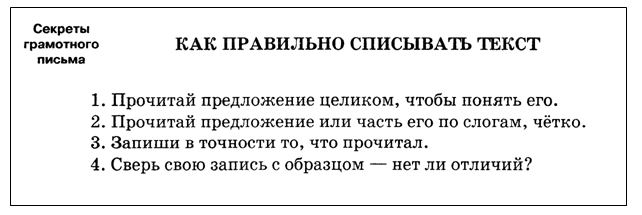 Секреты
грамотного
письма
КАК ПРАВИЛЬНО СПИСЫВАТЬ ТЕКСТ
1. Прочитай предложение целиком, чтобы понять его.
2. Прочитай предложение или часть его по слогам, чётко.
3. Запиши в точности то, что прочитал.
4. Сверь свою запись с образцом — нет ли отличий?